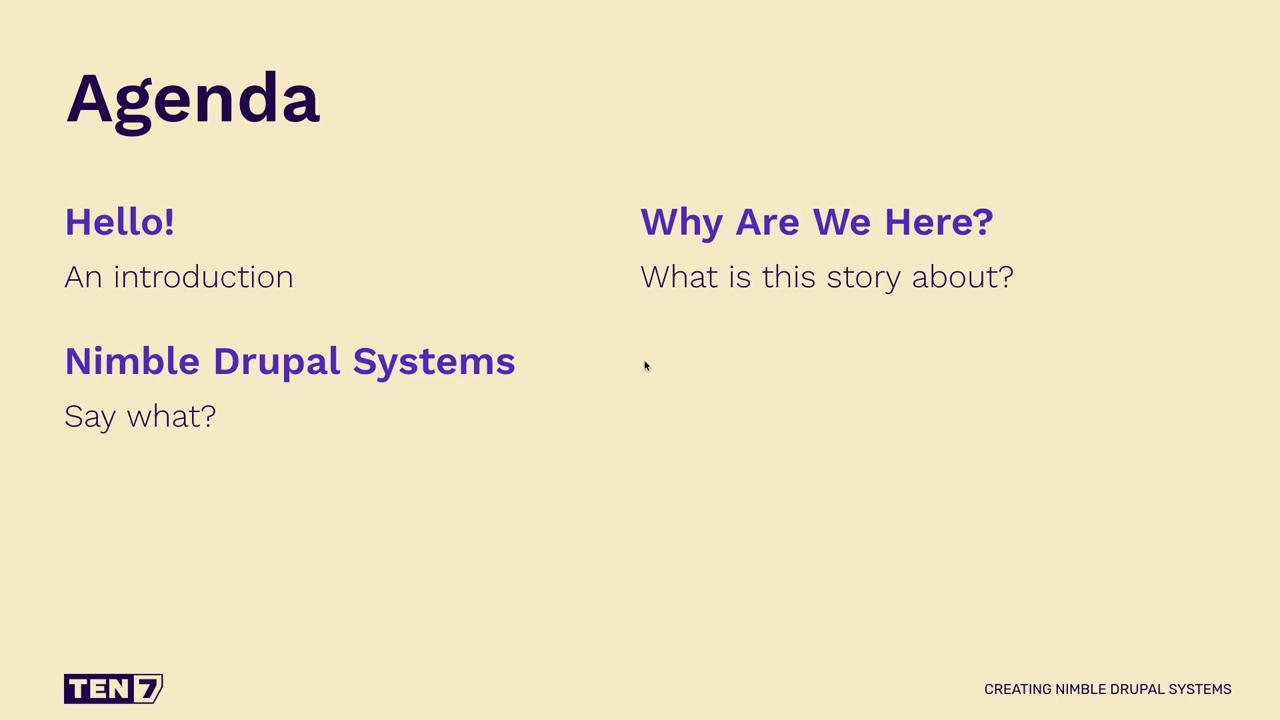 Agenda
Hello!
An introduction
Why Are We Here?
What is this story about?
Nimble Drupal Systems
Say what?
TEN7
CREATING NIMBLE DRUPAL SYSTEMS